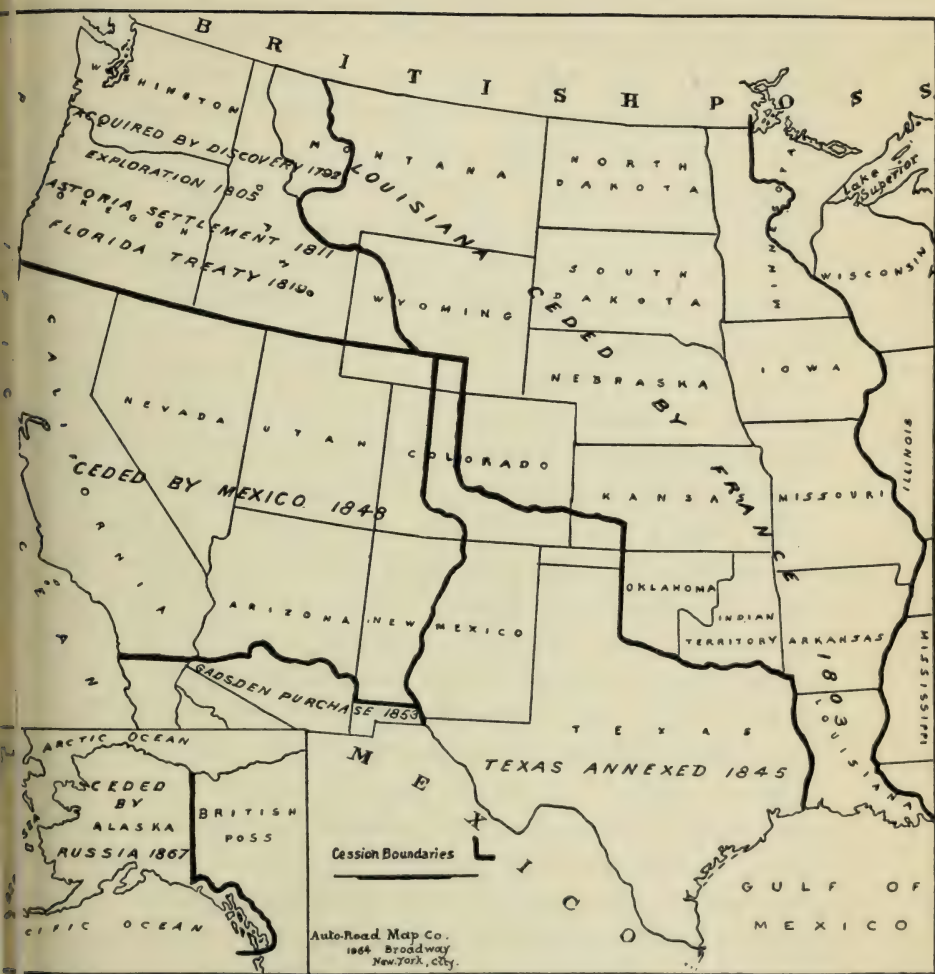 BRITISH POSS
WASHINGTON
ACQUIRED BY DISCOVERY 1792
EXPLORATION 1805
ASTORIA SETTLEMENT 1811
OREGON
FLORIDA TREATY 1819
MONTANA
LOUISIANA
CEDED
BY
FRANCE
1803
NORTH
DAKOTA
SOUTH
DAKOTA
MINNESOTA
Lake
Superior
WISCONSIN
WYOMING
NEBRASKA
IOWA
ILLINOIS
NEVADA
UTAH
COLORADO
KANSAS
MISSOURI
CALIFORNIA
CEDED BY MEXICO 1848
ARIZONA
NEW MEXICO
OKLAHOMA
INDIAN
TERRITORY
ARKANSAS
MISSISSIPPI
GADSDEN PURCHASE 1853
TEXAS
TEXAS ANNEXED 1845
LOUISIANA
MEXICO
GULF OF
MEXICO
ARCTIC OCEAN
CEDED
BY
ALASKA
RUSSIA 1867
BRITISH
POSS
CIFIC OCEAN
Cession Boundaries
Auto-Road Map Co.
1964 Broadway
New.York, City.